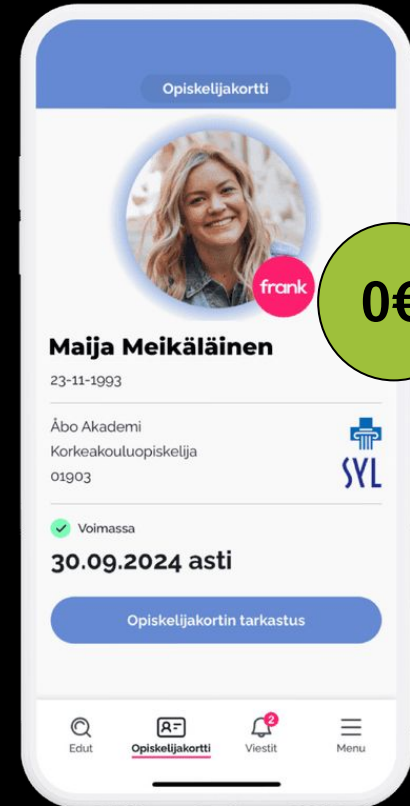 Opiskelijakortti
frank
0€
Maija Meikäläinen
23-11-1993
Åbo Akademi
Korkeakouluopiskelija
01903
SYL
Voimassa
30.09.2024 asti
Opiskelijakortin tarkastus
2
Edut
Opiskelijakortti
Viestit
Menu